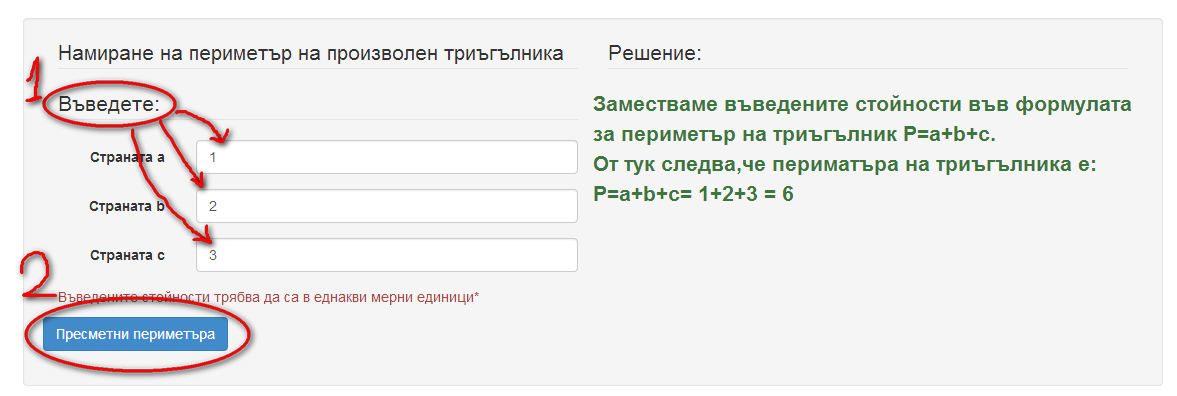 Намиране на периметър на произволен триъгълника
1
Въведете:
Страната a
1
Страната b
2
Страната c
3
2
Въведените стойности трябва да са в еднакви мерни единици*
Пресметни периметъра
Решение:
Заместваме въведените стойности във формулата
за периметър на триъгълник P=a+b+c.
От тук следва,че периматъра на триъгълника е:
P=a+b+c= 1+2+3 = 6